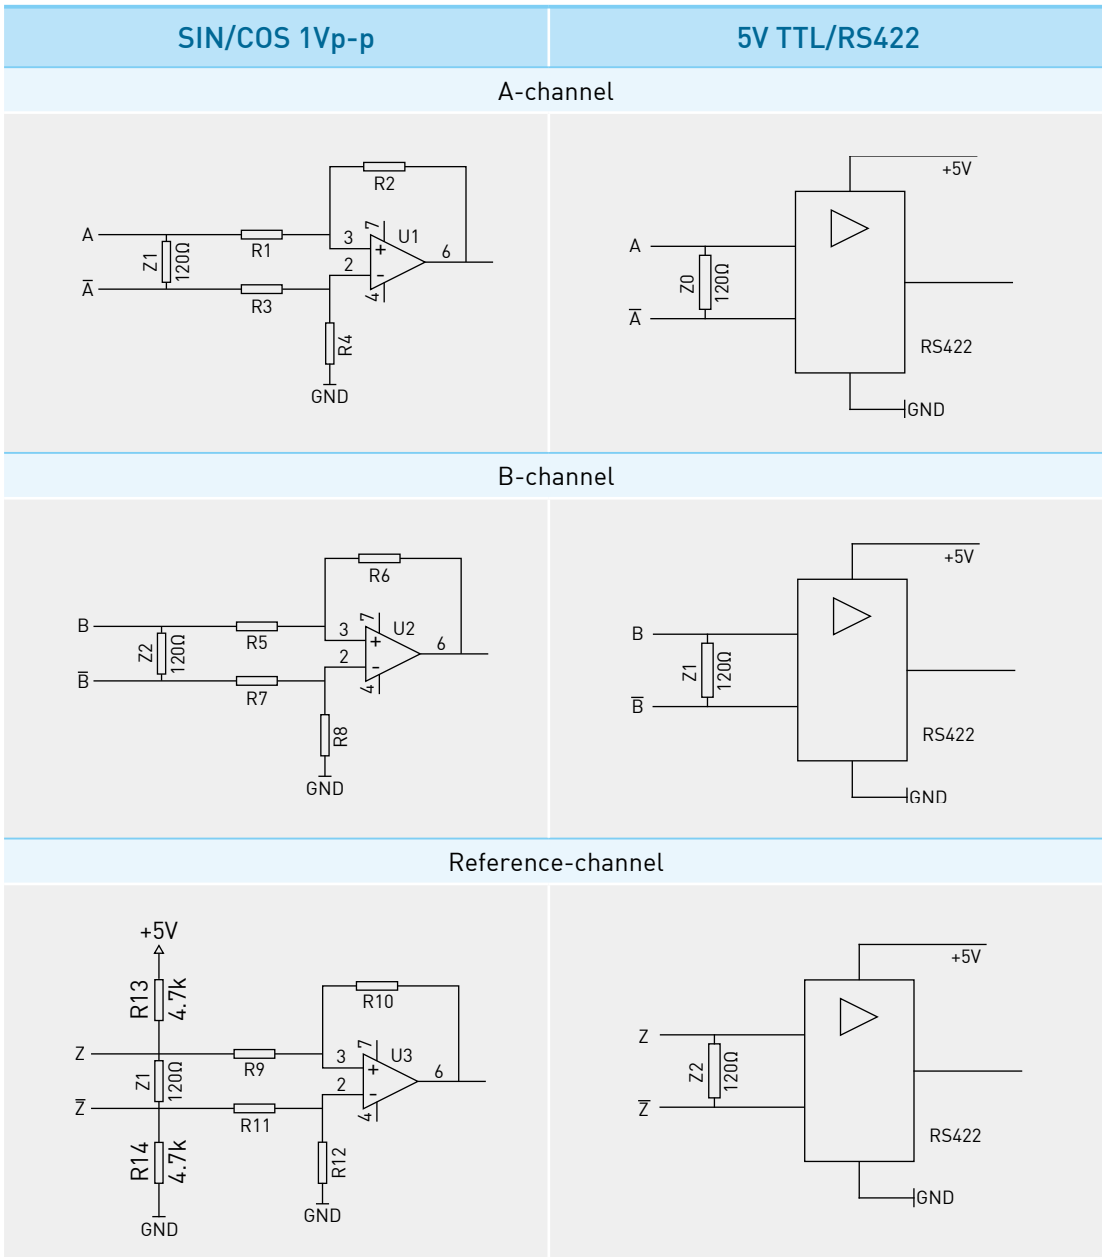 SIN/COS 1Vp-p
5V TTL/RS422
A-channel
R2
A
Z1
120Ω
R1
3
+
7
U1
6
A̅
R3
2
-
4
R4
GND
+5V
A
Z0
120Ω
A̅
RS422
GND
B-channel
R6
B
Z2
120Ω
R5
3
+
7
U2
6
B̅
R7
2
-
4
R8
GND
+5V
B
Z1
120Ω
B̅
RS422
GND
Reference-channel
+5V
R13
4.7k
R10
Z
Z1
120Ω
R9
3
+
7
U3
6
Z̅
R11
2
-
4
R14
4.7k
R12
GND
GND
+5V
Z
Z2
120Ω
Z̅
RS422
GND